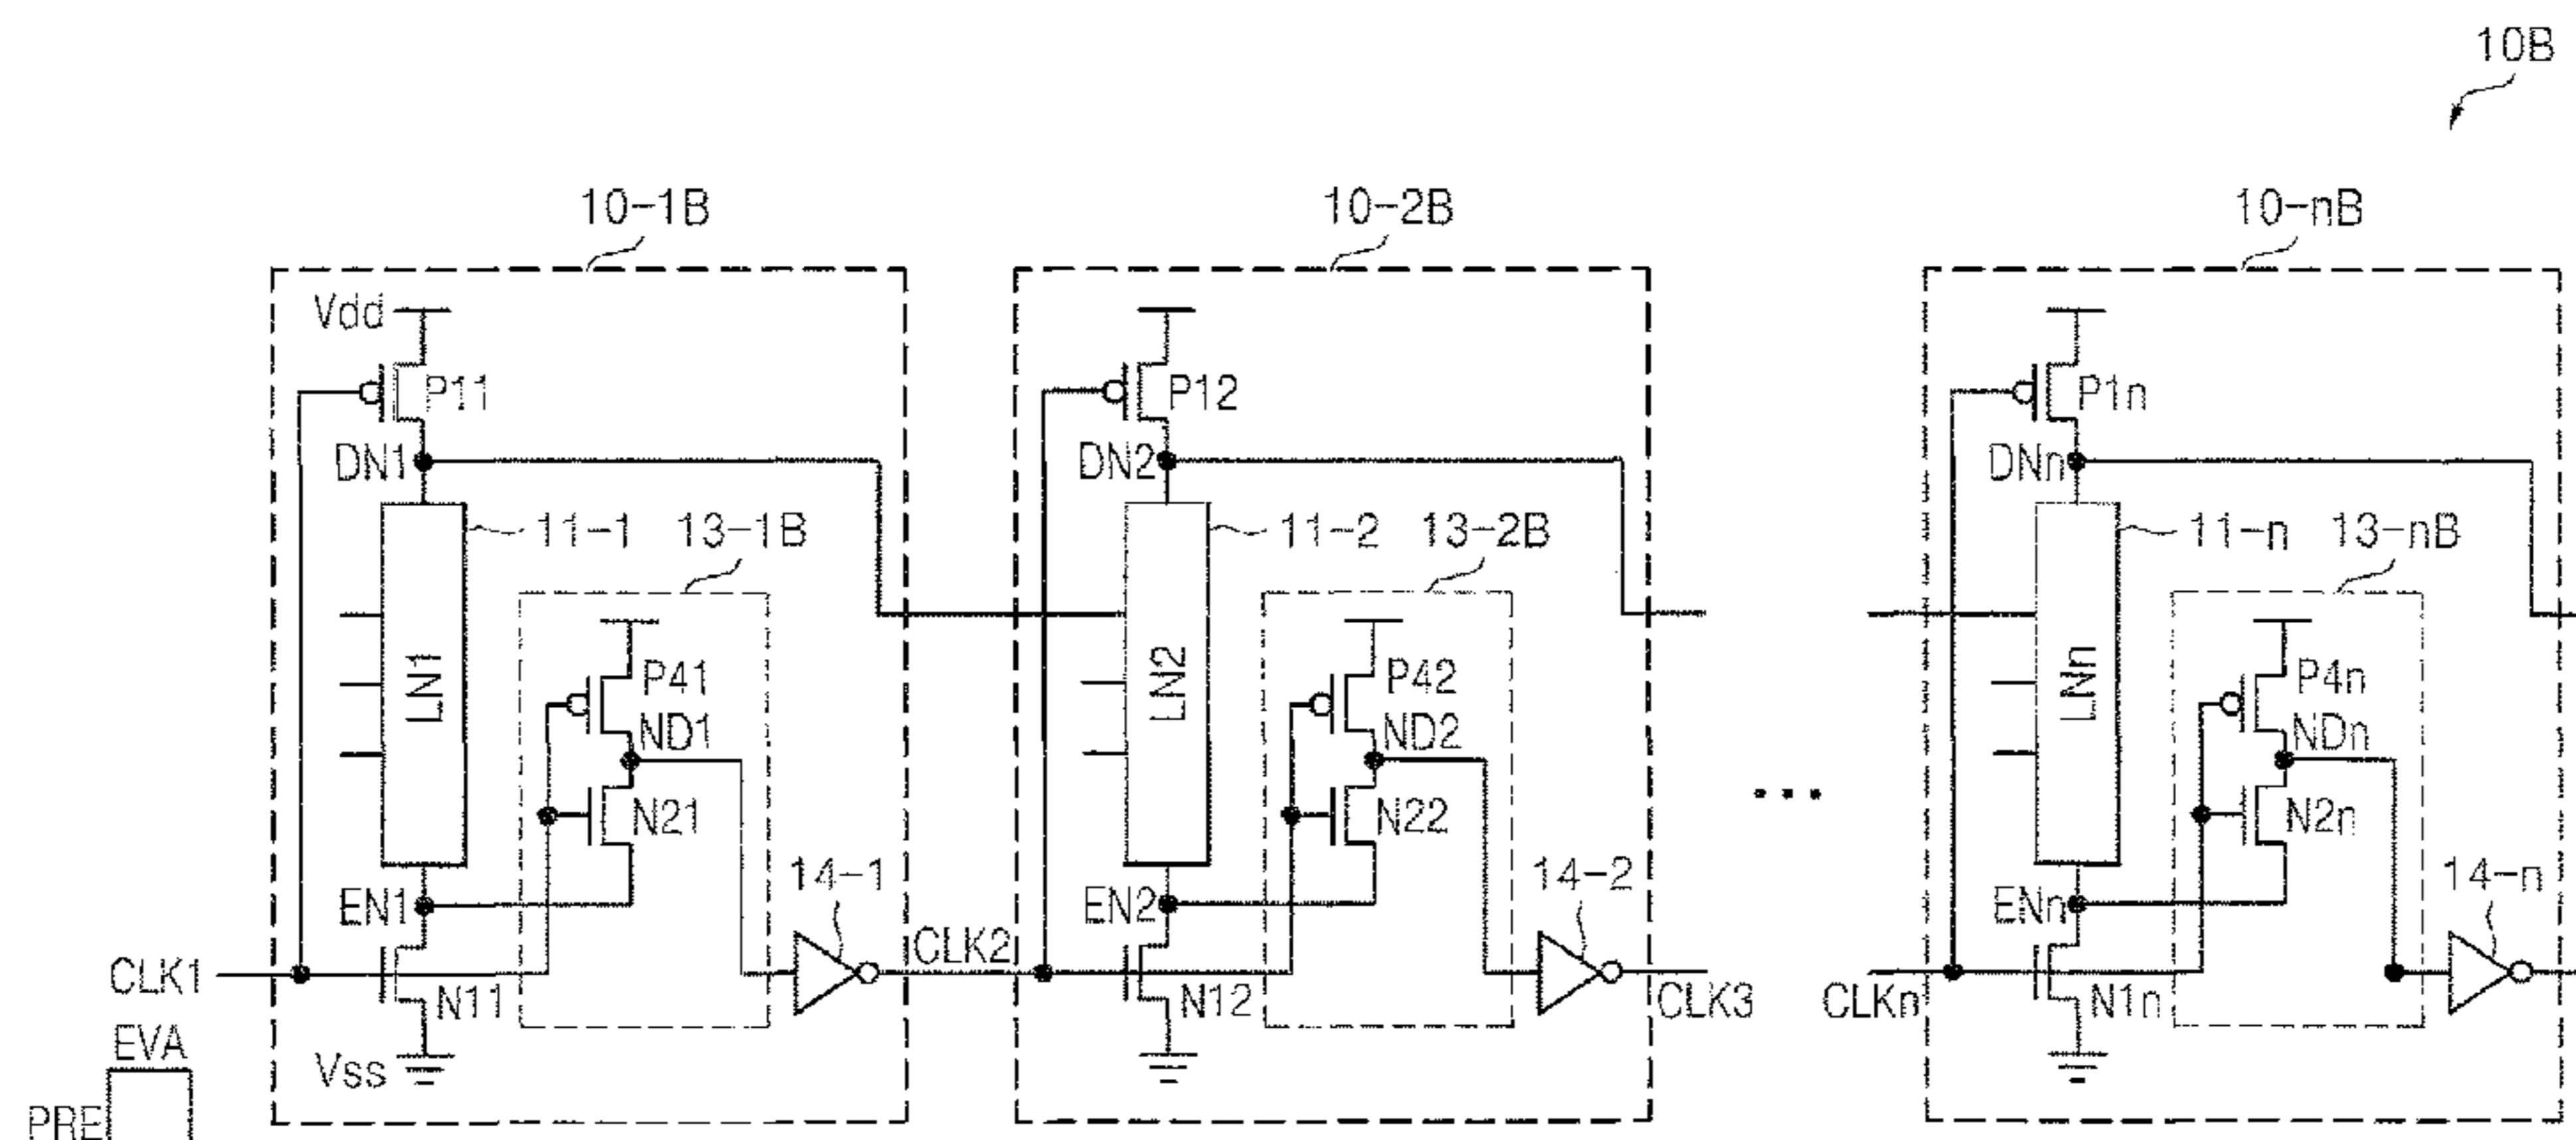 10B
10-1B
10-2B
10-nB
Vdd
P11
P12
P1n
DN1
DN2
DNn
11-1
13-1B
11-2
13-2B
11-n
13-nB
LN1
LN2
LNn
P41
P42
P4n
ND1
ND2
NDn
N21
N22
N2n
14-1
14-2
14-n
EN1
EN2
ENn
CLK1
CLK2
CLK3
CLKn
N11
N12
N1n
EVA
Vss
PRE
...